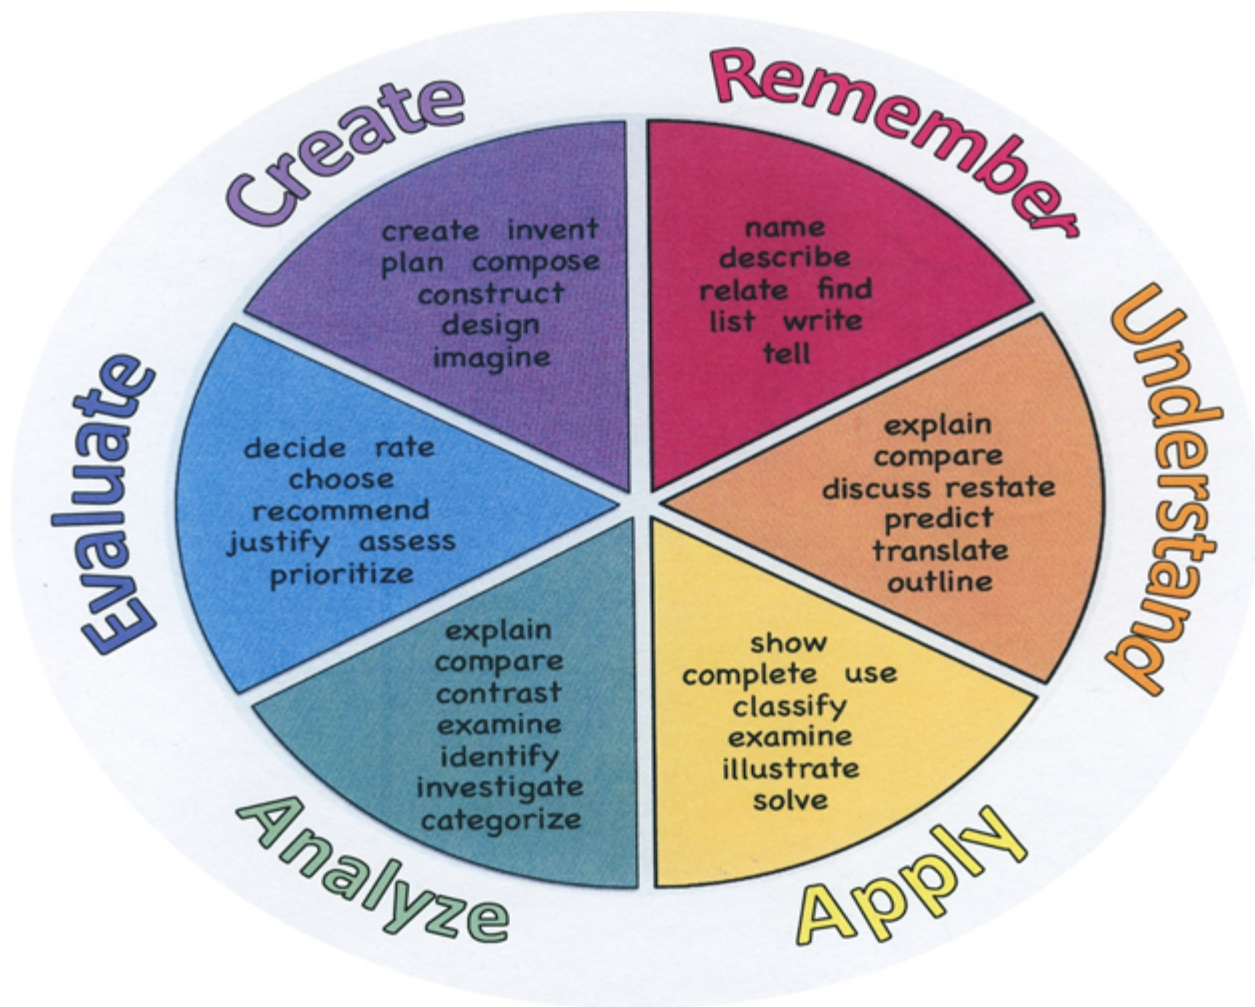 Remember
name
describe
relate find
list write
tell
Understand
explain
compare
discuss restate
predict
translate
outline
Apply
show
complete use
classify
examine
illustrate
solve
Analyze
explain
compare
contrast
examine
identify
investigate
categorize
Evaluate
decide rate
choose
recommend
justify assess
prioritize
Create
create invent
plan compose
construct
design
imagine